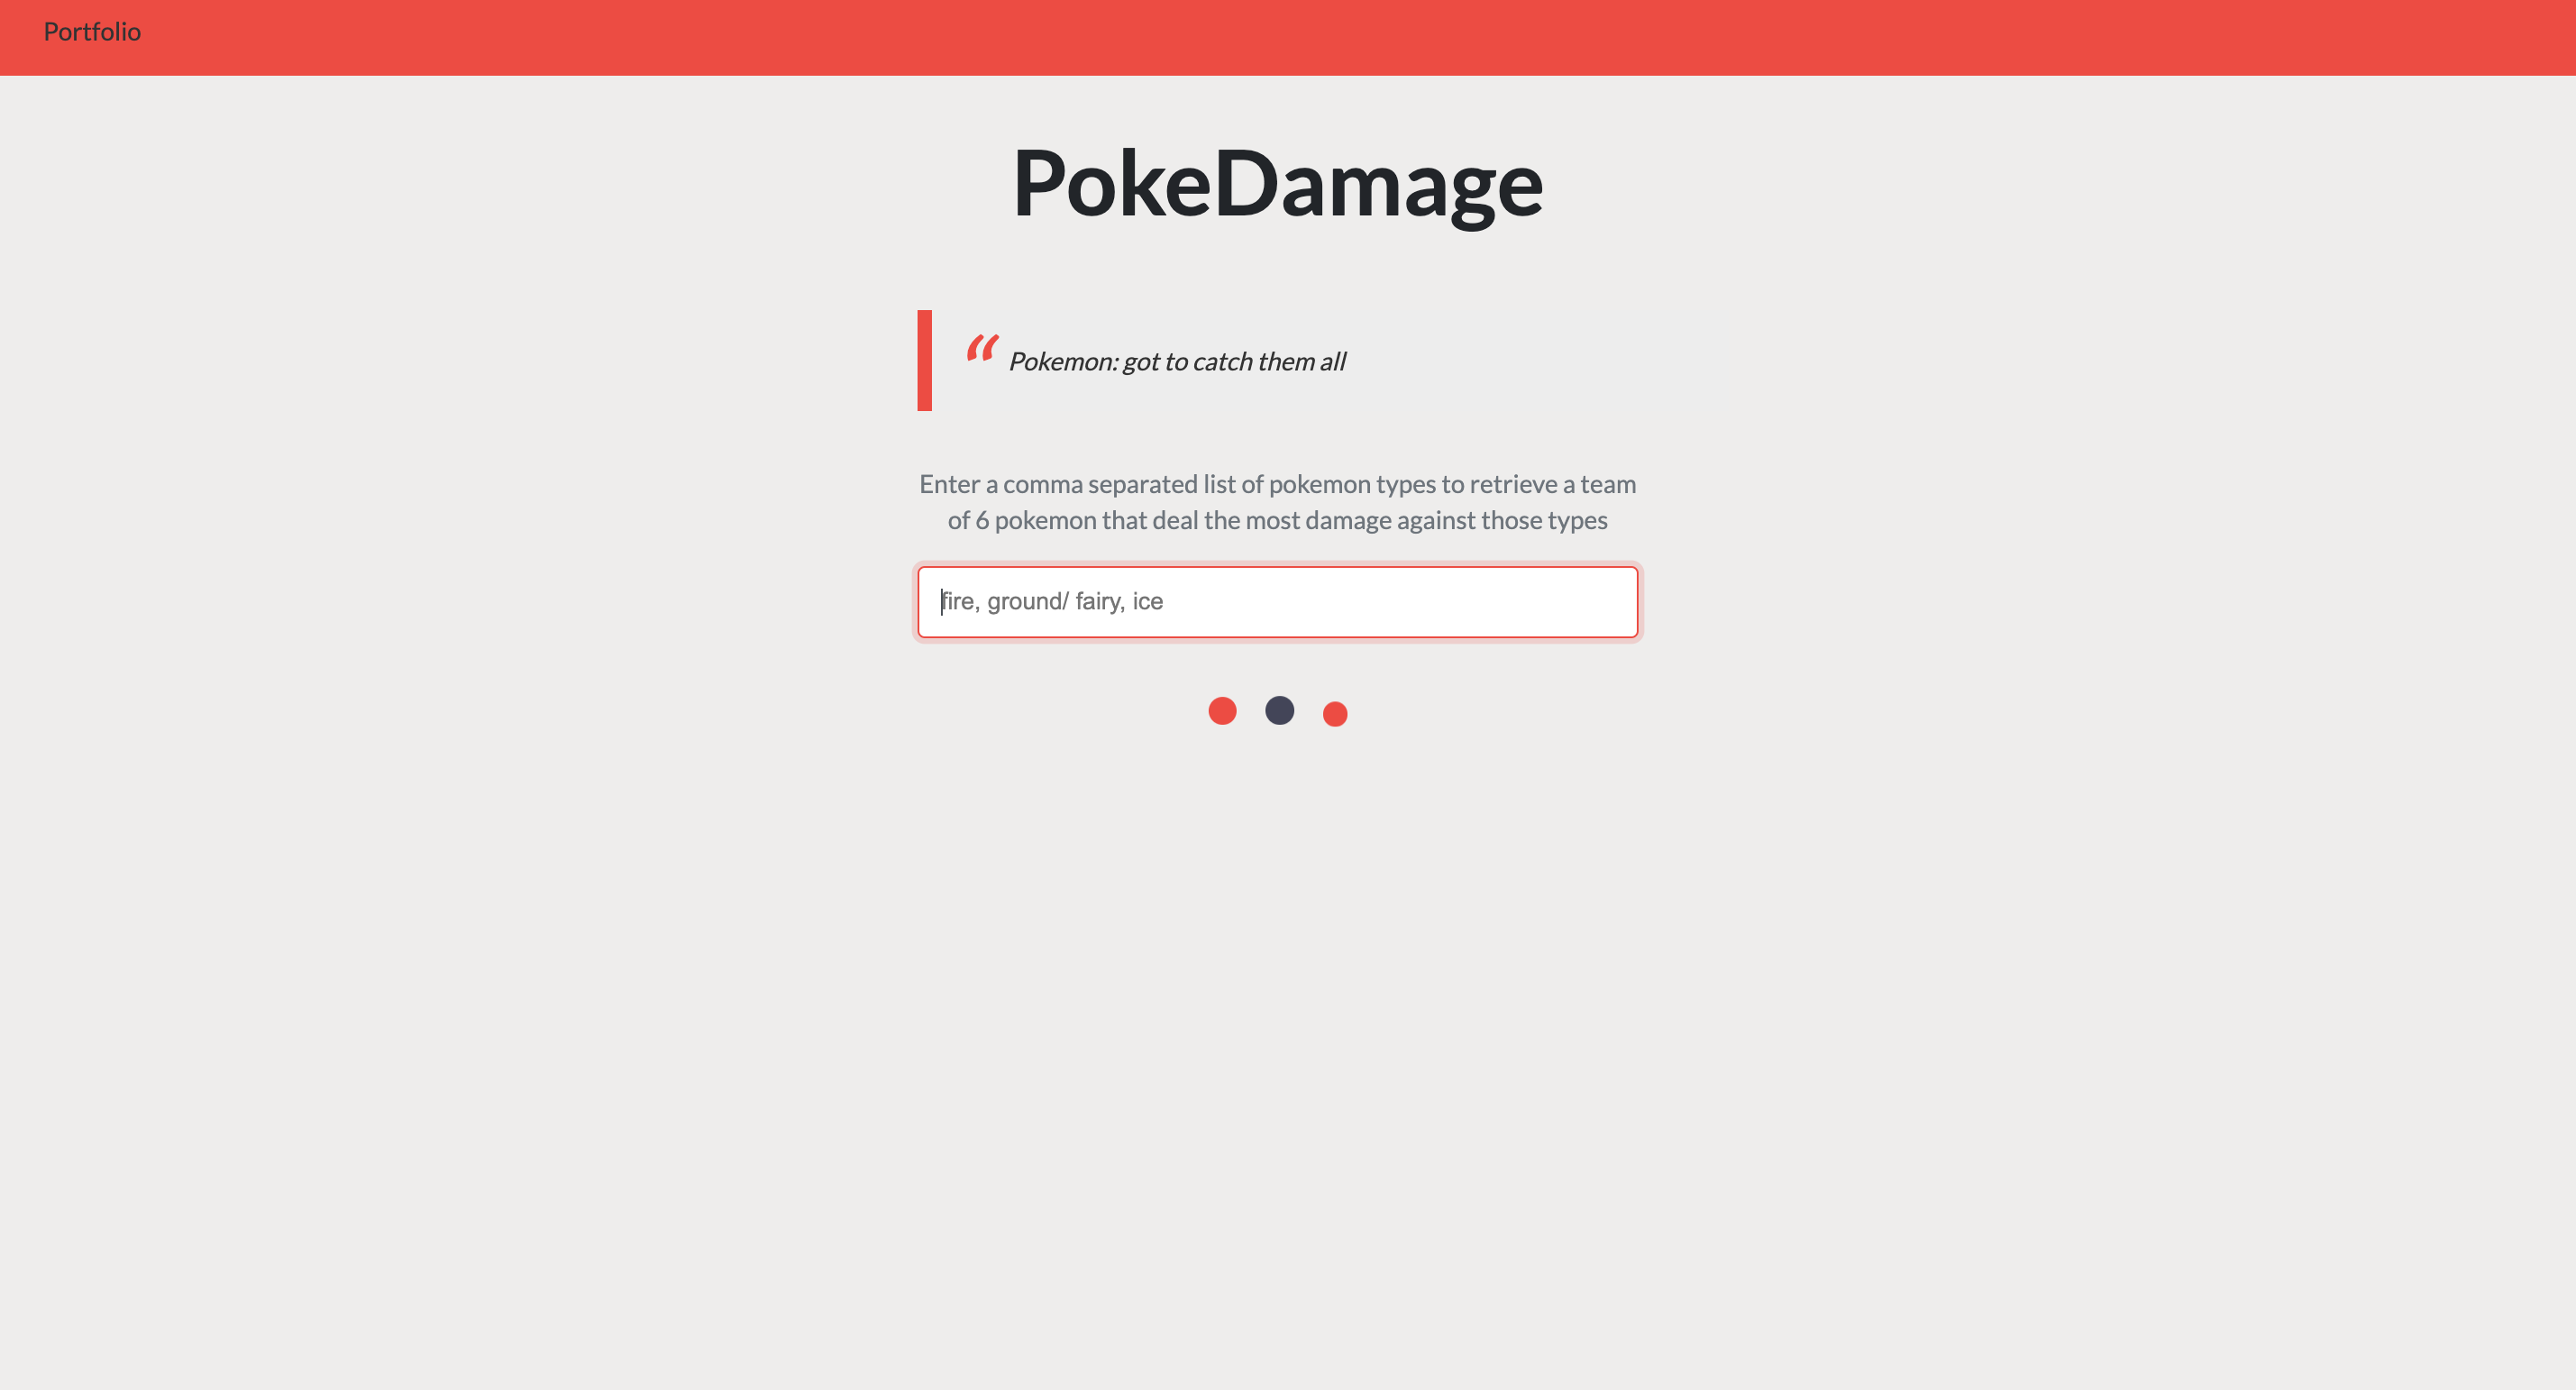 Portfolio
PokeDamage
“ Pokemon: got to catch them all
Enter a comma separated list of pokemon types to retrieve a team
of 6 pokemon that deal the most damage against those types
fire, ground/ fairy, ice